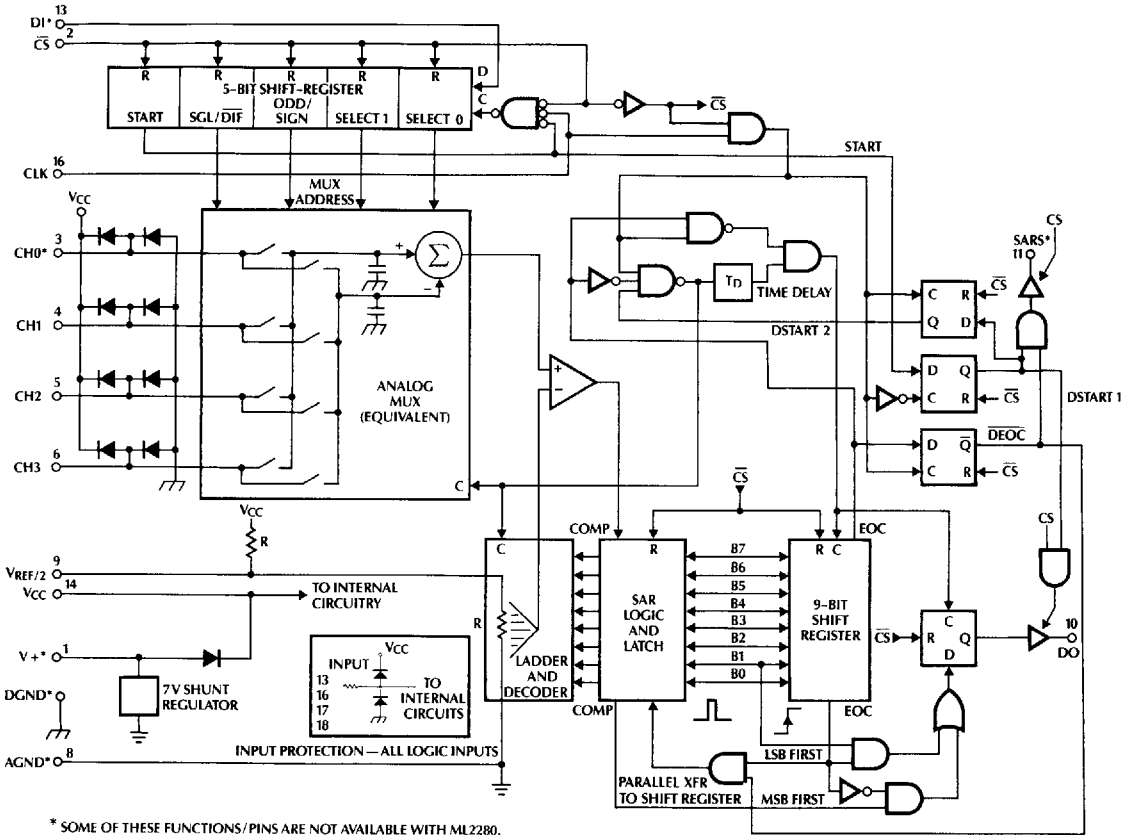 13
DI*
2
CS
R R R R R
5–BIT SHIFT–REGISTER
ODD/
START SGL/DIF SIGN SELECT 1 SELECT 0
D
C
CS
START
16
CLK
MUX
ADDRESS
VCC
3
CH0*
4
CH1
5
CH2
6
CH3
+
Σ
–
ANALOG
MUX
(EQUIVALENT)
C
+
–
TD
TIME DELAY
DSTART 2
CS
SARS*
11
C R CS
Q D
D Q
C R CS
DSTART 1
D Q DEOC
C R CS
CS
VCC
R
9
VREF/2
14
VCC
TO INTERNAL
CIRCUITRY
1
V+*
7V SHUNT
REGULATOR
DGND*
8
AGND*
VCC
INPUT
13
16
17
18
TO
INTERNAL
CIRCUITS
INPUT PROTECTION — ALL LOGIC INPUTS
C
R
LADDER
AND
DECODER
COMP
R
SAR
LOGIC
AND
LATCH
COMP
B7
B6
B5
B4
B3
B2
B1
B0
EOC
R C
9–BIT
SHIFT
REGISTER
EOC
CS
CS
C
R Q
D
10
DO
LSB FIRST
PARALLEL XFR
TO SHIFT REGISTER
MSB FIRST
* SOME OF THESE FUNCTIONS/PINS ARE NOT AVAILABLE WITH ML2280.